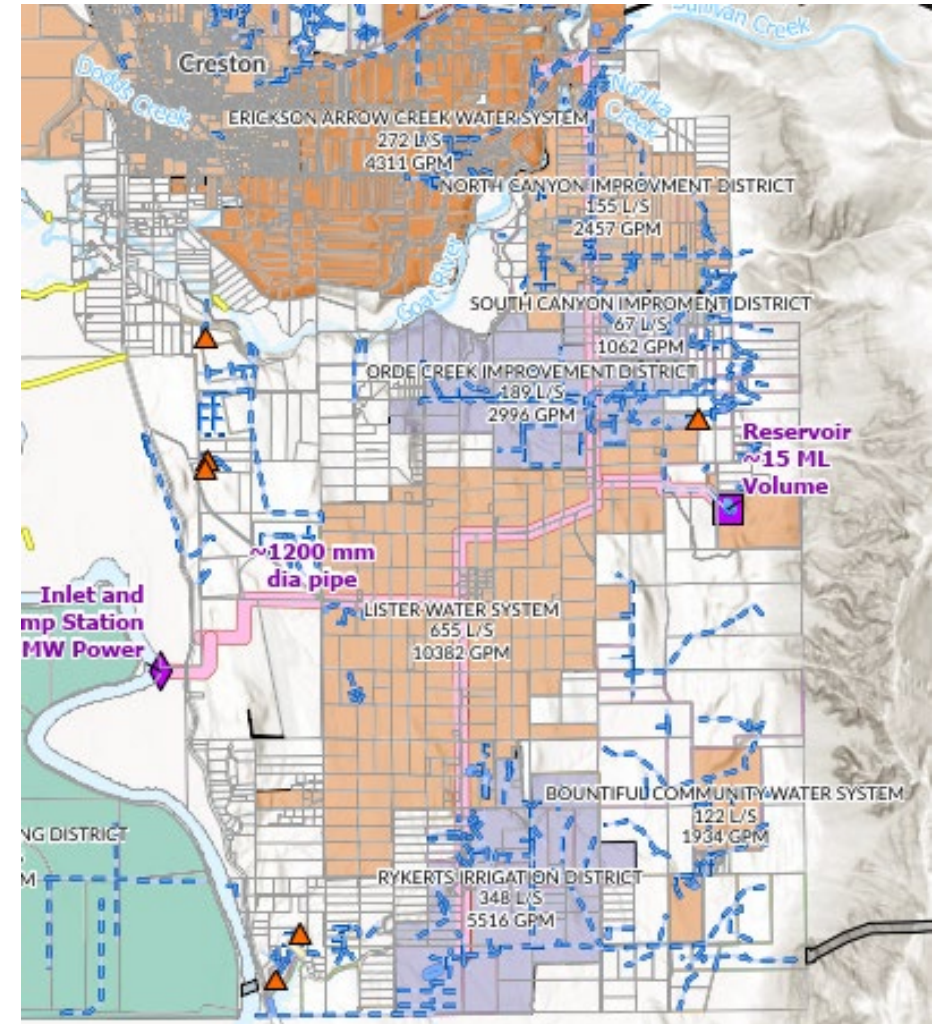 Sullivan Creek
Creston
Dodds Creek
Nunika
Creek
ERICKSON ARROW CREEK WATER SYSTEM
272 L/S
4311 GPM
NORTH CANYON IMPROVMENT DISTRICT
155 L/S
2457 GPM
Goat River
SOUTH CANYON IMPROMENT DISTRICT
67 L/S
1062 GPM
ORDE CREEK IMPROVEMENT DISTRICT
189 L/S
2996 GPM
Reservoir
~15 ML
Volume
~1200 mm
dia pipe
Inlet and
mp Station
MW Power
LISTER WATER SYSTEM
655 L/S
10382 GPM
BOUNTIFUL COMMUNITY WATER SYSTEM
122 L/S
1934 GPM
NG DISTRICT
M
RYKERTS IRRIGATION DISTRICT
348 L/S
5516 GPM